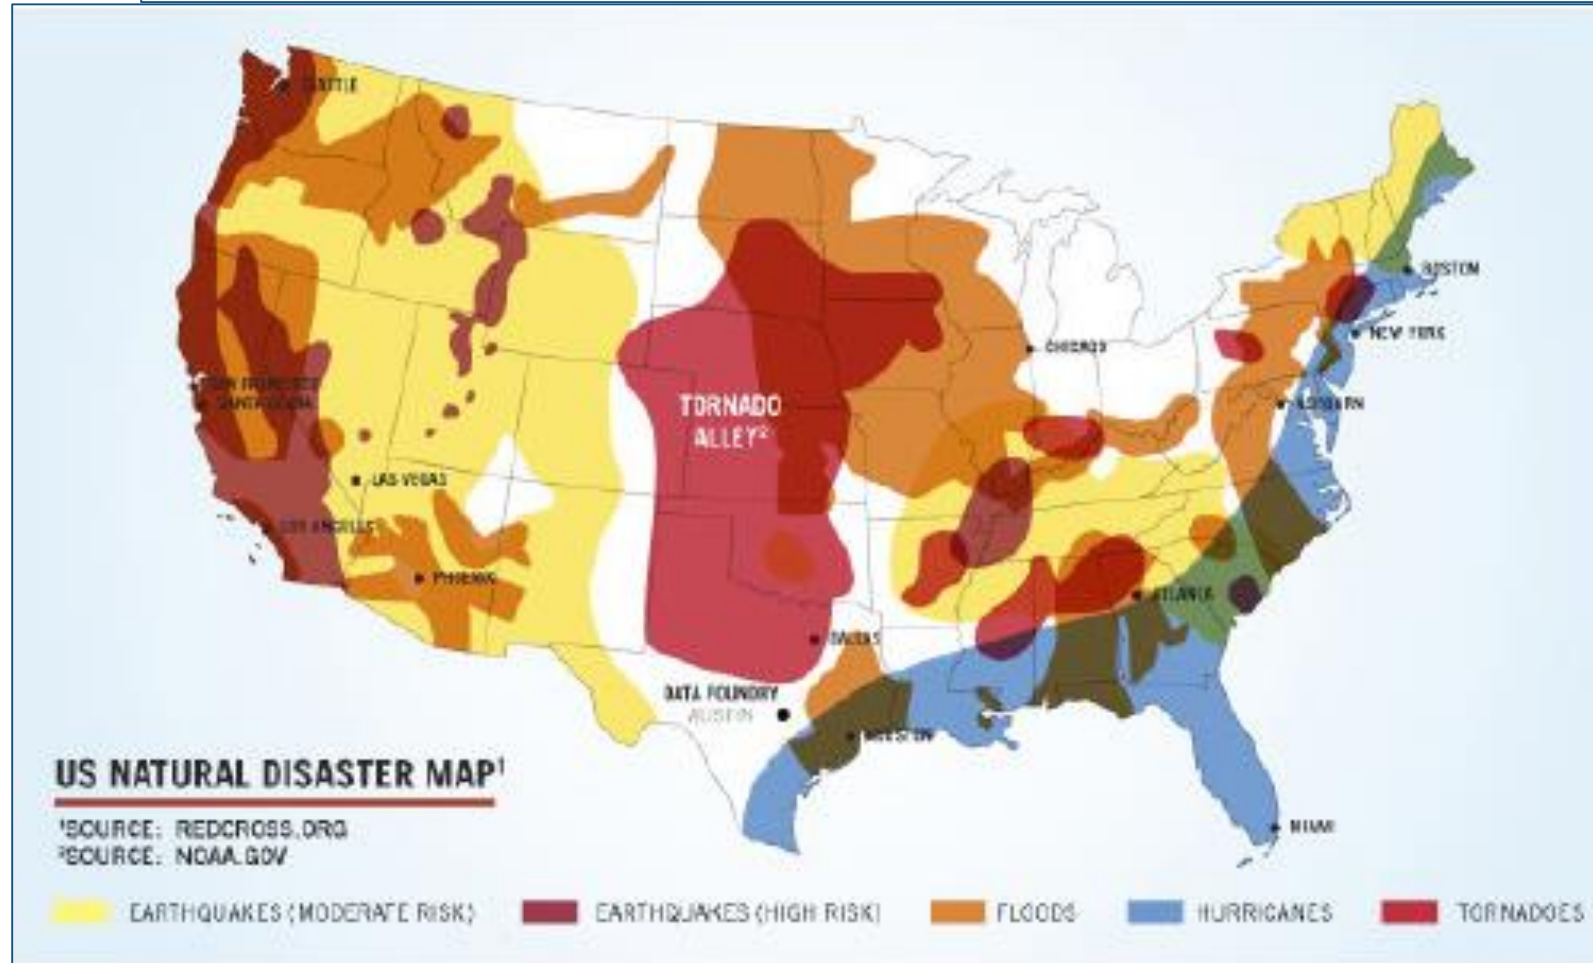 SEATTLE
BOSTON
NEW YORK
CHICAGO
SAN FRANCISCO
SANTA CLARA
ASHBURN
TORNADO
ALLEY²
LAS VEGAS
LOS ANGELES
PHOENIX
ATLANTA
DALLAS
DATA FOUNDRY
AUSTIN
HOUSTON
MIAMI
US NATURAL DISASTER MAP¹
¹SOURCE: REDCROSS.ORG
²SOURCE: NOAA.GOV
EARTHQUAKES (MODERATE RISK) EARTHQUAKES (HIGH RISK) FLOODS HURRICANES TORNADOES